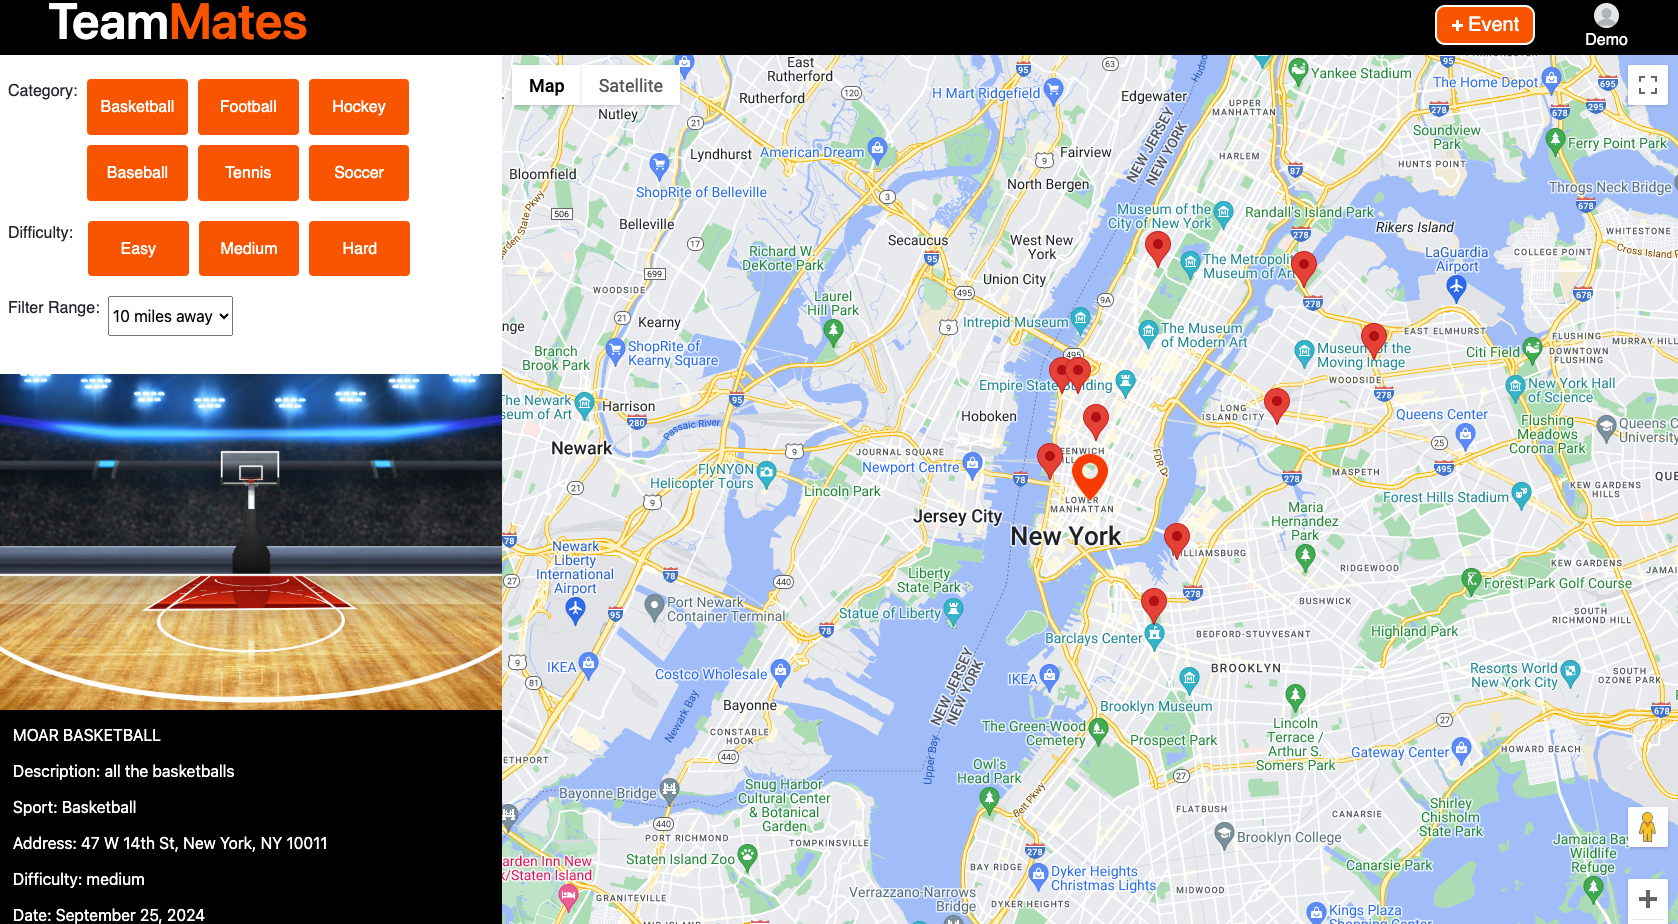 TeamMates
+ Event
Demo
Category:
Basketball
Football
Hockey
Baseball
Tennis
Soccer
Difficulty:
Easy
Medium
Hard
Filter Range:
10 miles away
MOAR BASKETBALL
Description: all the basketballs
Sport: Basketball
Address: 47 W 14th St, New York, NY 10011
Difficulty: medium
Date: September 25, 2024
Map
Satellite
East
Rutherford
Rutherford
Nutley
Lyndhurst
Bloomfield
Belleville
ShopRite of Belleville
American Dream
H Mart Ridgefield
Edgewater
Fairview
North Bergen
Secaucus
West New
York
Union City
Richard W.
DeKorte Park
Laurel
Hill Park
WOODSIDE
Kearny
ShopRite of
Kearny Square
Branch
Brook Park
nge
The Newark
seum of Art
Harrison
Newark
Passaic River
Garden State Pkwy
NEW JERSEY
NEW YORK
UPPER
MANHATTAN
HARLEM
Yankee Stadium
The Home Depot
Soundview
Park
HUNTS POINT
Ferry Point Park
Throgs Neck Bridge
WHITESTONE
Cross Island
COLLEGE POINT
Museum of the
City of New York
Randall's Island Park
Rikers Island
LaGuardia
Airport
The Metropolit
Museum of Art
Intrepid Museum
The Museum
of Modern Art
Museum of the
Moving Image
EAST ELMHURST
FLUSHING
MURRAY HILL
DOWNTOWN
FLUSHING
Citi Field
WOODSIDE
New York Hall
of Science
Empire State Building
Hoboken
LONG
ISLAND CITY
Queens Center
Flushing
Meadows
Corona Park
Queens C
University
JOURNAL SQUARE
Newport Centre
FlyNYON
Helicopter Tours
Lincoln Park
FDR Dr
MASPETH
QUE
KEW GARDENS
HILLS
Forest Hills Stadium
LOWER
MANHATTAN
Jersey City
New York
Maria
Hernandez
Park
RIDGEWOOD
KEW GARDENS
JAMAI
Newark
Liberty
International
Airport
Liberty
State Park
Statue of Liberty
Port Newark
Container Terminal
Forest Park Golf Course
BUSHWICK
SOUTH
RICHMOND HILL
Barclays Center
BEDFORD-STUYVESANT
Highland Park
IKEA
Costco Wholesale
IKEA
BROOKLYN
Resorts World
New York City
SOUTH
OZONE PARK
Bayonne
Newark Bay
NEW JERSEY
NEW YORK
Upper Bay
Brooklyn Museum
The Green-Wood
Cemetery
Prospect Park
Lincoln
Terrace /
Arthur S.
Somers Park
Gateway Center
HOWARD BEACH
CONSTABLE
HOOK
ETHPORT
Owl's
Head Park
Belt Pkwy
Bayonne Bridge
Snug Harbor
Cultural Center
& Botanical
Garden
FLATBUSH
CANARSIE
Shirley
Chisholm
State Park
PORT RICHMOND
TOMPKINSVILLE
Brooklyn College
Jamaica Ba
Wildlife
Refuge
arden Inn New
k/Staten Island
Staten Island Zoo
BAY RIDGE
Dyker Heights
Christmas Lights
MIDWOOD
Canarsie Park
GRANITEVILLE
Verrazzano-Narrows
Bridge
DYKER HEIGHTS
Kings Plaza